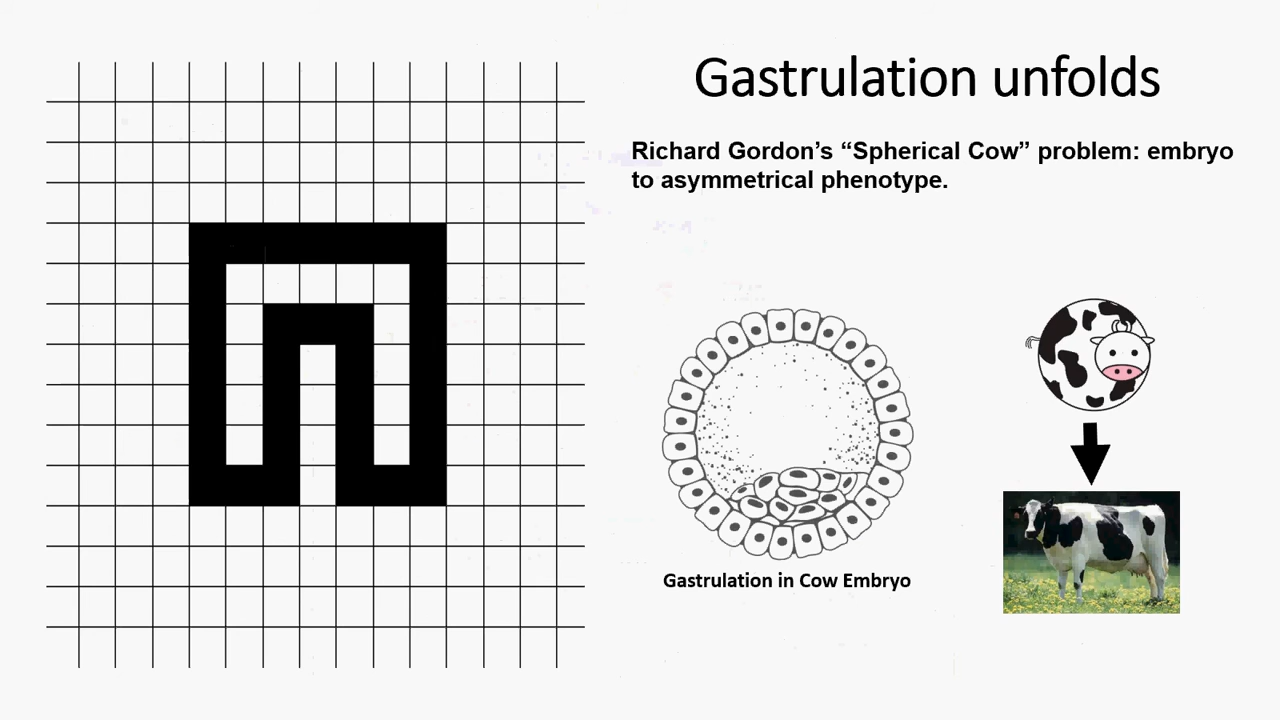 Gastrulation unfolds
Richard Gordon’s “Spherical Cow” problem: embryo
to asymmetrical phenotype.
Gastrulation in Cow Embryo